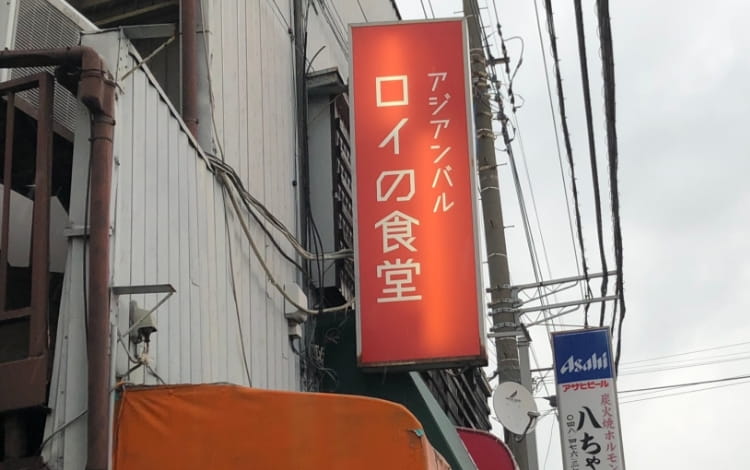 アジアンバル
ロイの食堂
Asahi
アサヒビール
炭火焼ホルモン
八ちゃ